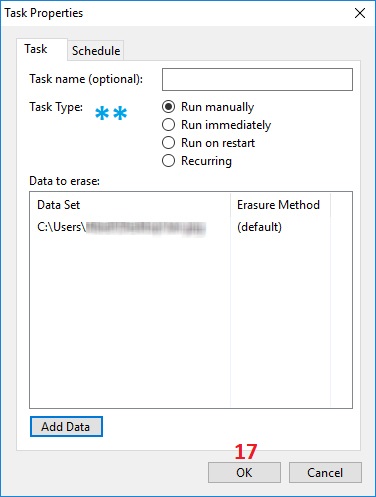 Task Properties
Task Schedule
Task name (optional):
Task Type: ** Run manually
Run immediately
Run on restart
Recurring
Data to erase:
Data Set Erasure Method
C:\Users\ (default)
Add Data
17
OK Cancel